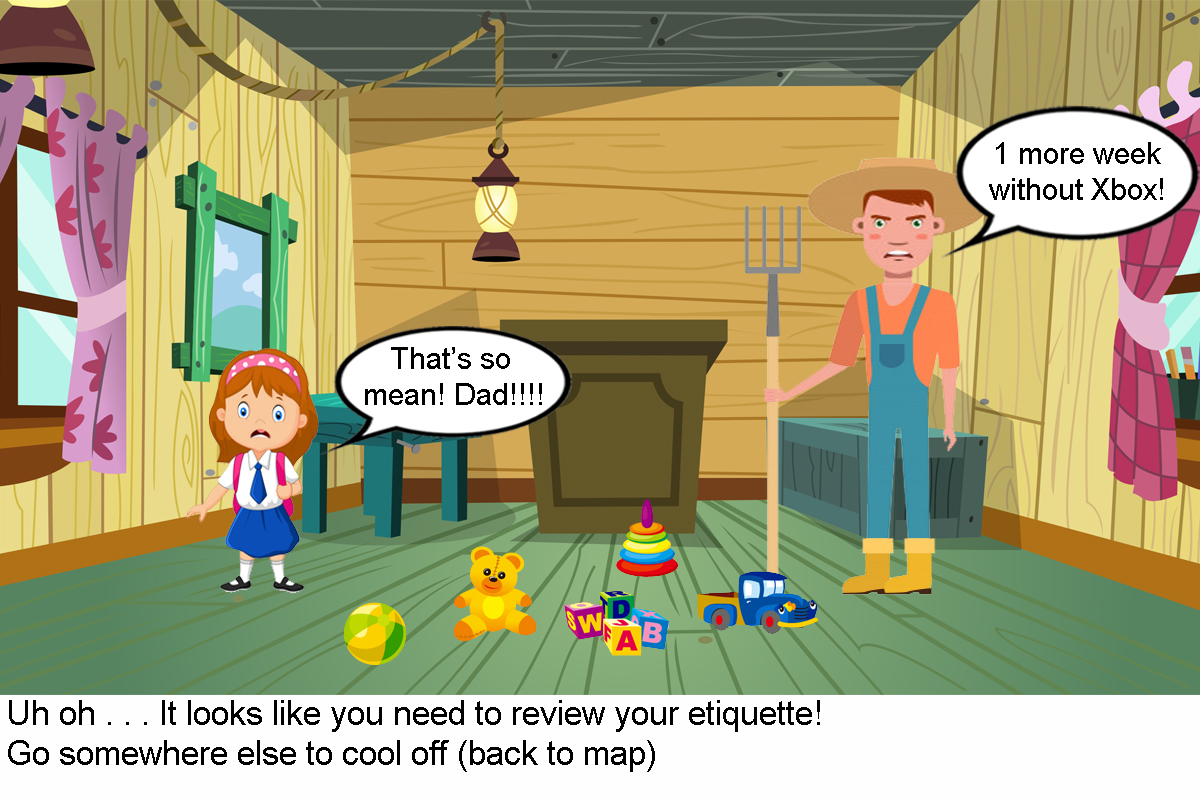 1 more week
without Xbox!
That's so
mean! Dad!!!!
S W D A B
A
Uh oh . . . It looks like you need to review your etiquette!
Go somewhere else to cool off (back to map)